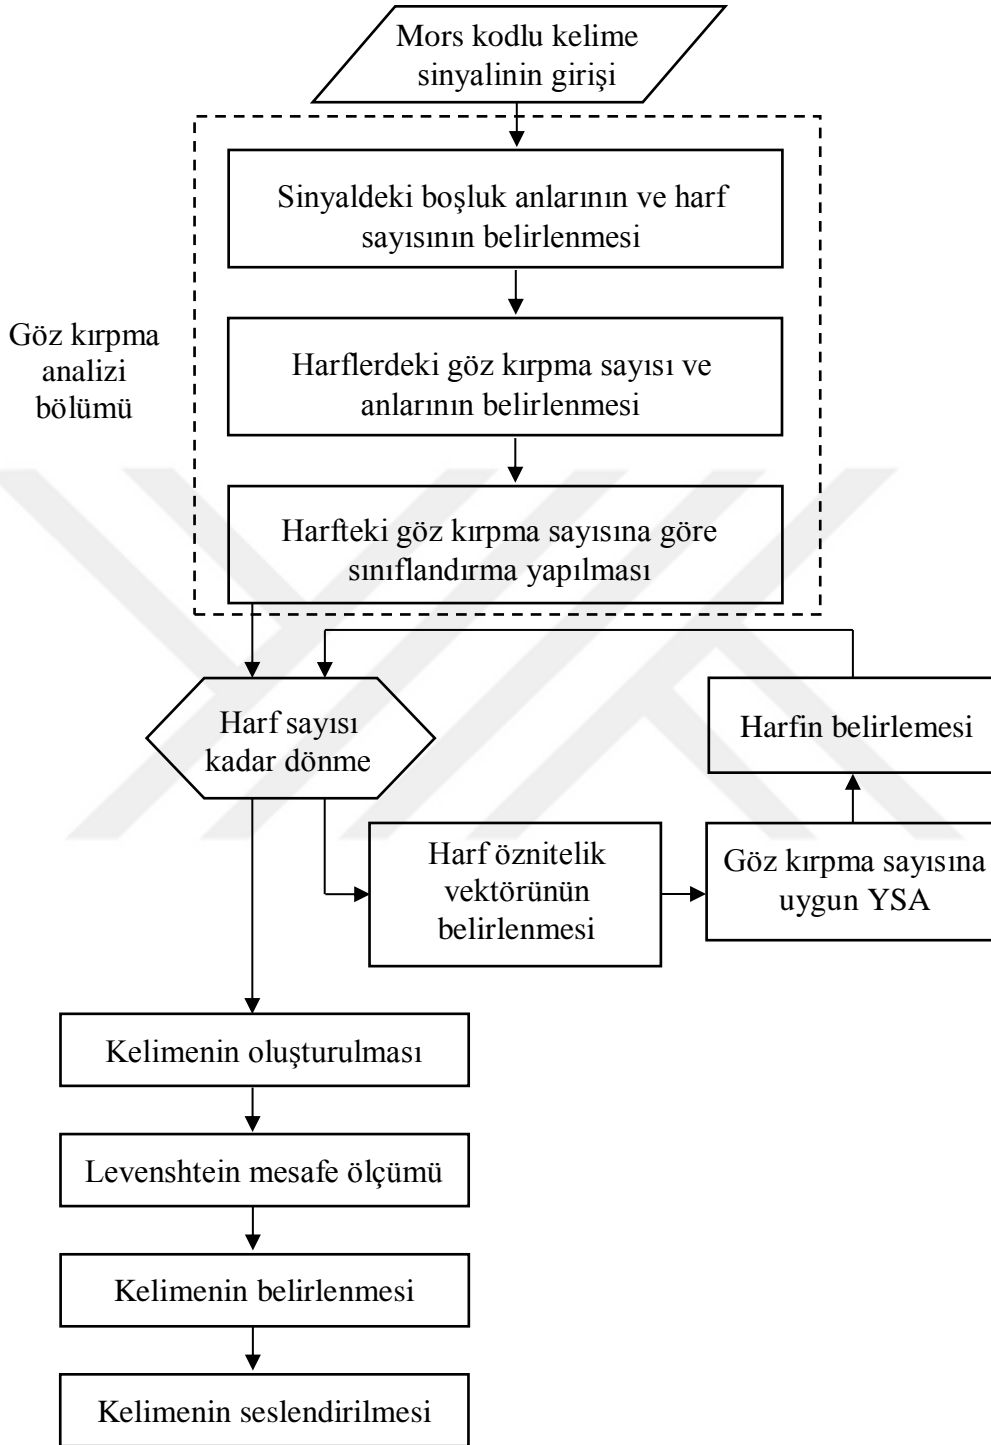 Mors kodlu kelime
sinyalinin girişi
Sinyaldeki boşluk anlarının ve harf
sayısının belirlenmesi
Göz kırpma
analizi
bölümü
Harflerdeki göz kırpma sayısı ve
anlarının belirlenmesi
Harfteki göz kırpma sayısına göre
sınıflandırma yapılması
Harf sayısı
kadar dönme
Harfin belirlemesi
Harf öznitelik
vektörünün
belirlenmesi
Göz kırpma sayısına
uygun YSA
Kelimenin oluşturulması
Levenshtein mesafe ölçümü
Kelimenin belirlenmesi
Kelimenin seslendirilmesi